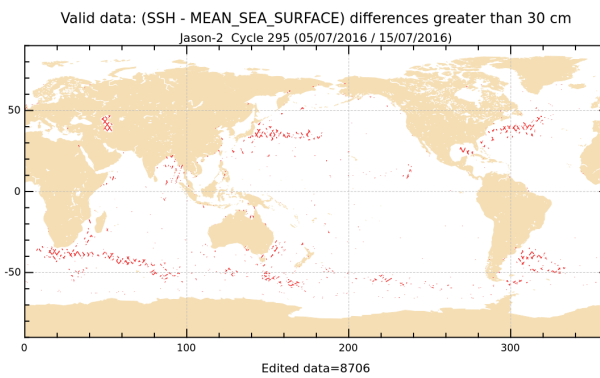 Valid data: (SSH - MEAN_SEA_SURFACE) differences greater than 30 cm
Jason-2 Cycle 295 (05/07/2016 / 15/07/2016)
50
0
-50
0 100 200 300
Edited data=8706